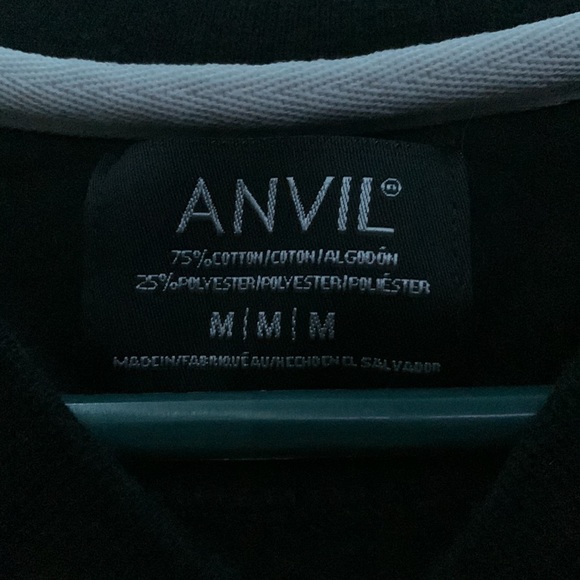 ANVIL®
75% COTTON/COTON/ALGODÓN
25% POLYESTER/POLYESTER/POLIÉSTER
M | M | M
MADE IN/FABRIQUÉ AU/HECHO EN EL SALVADOR